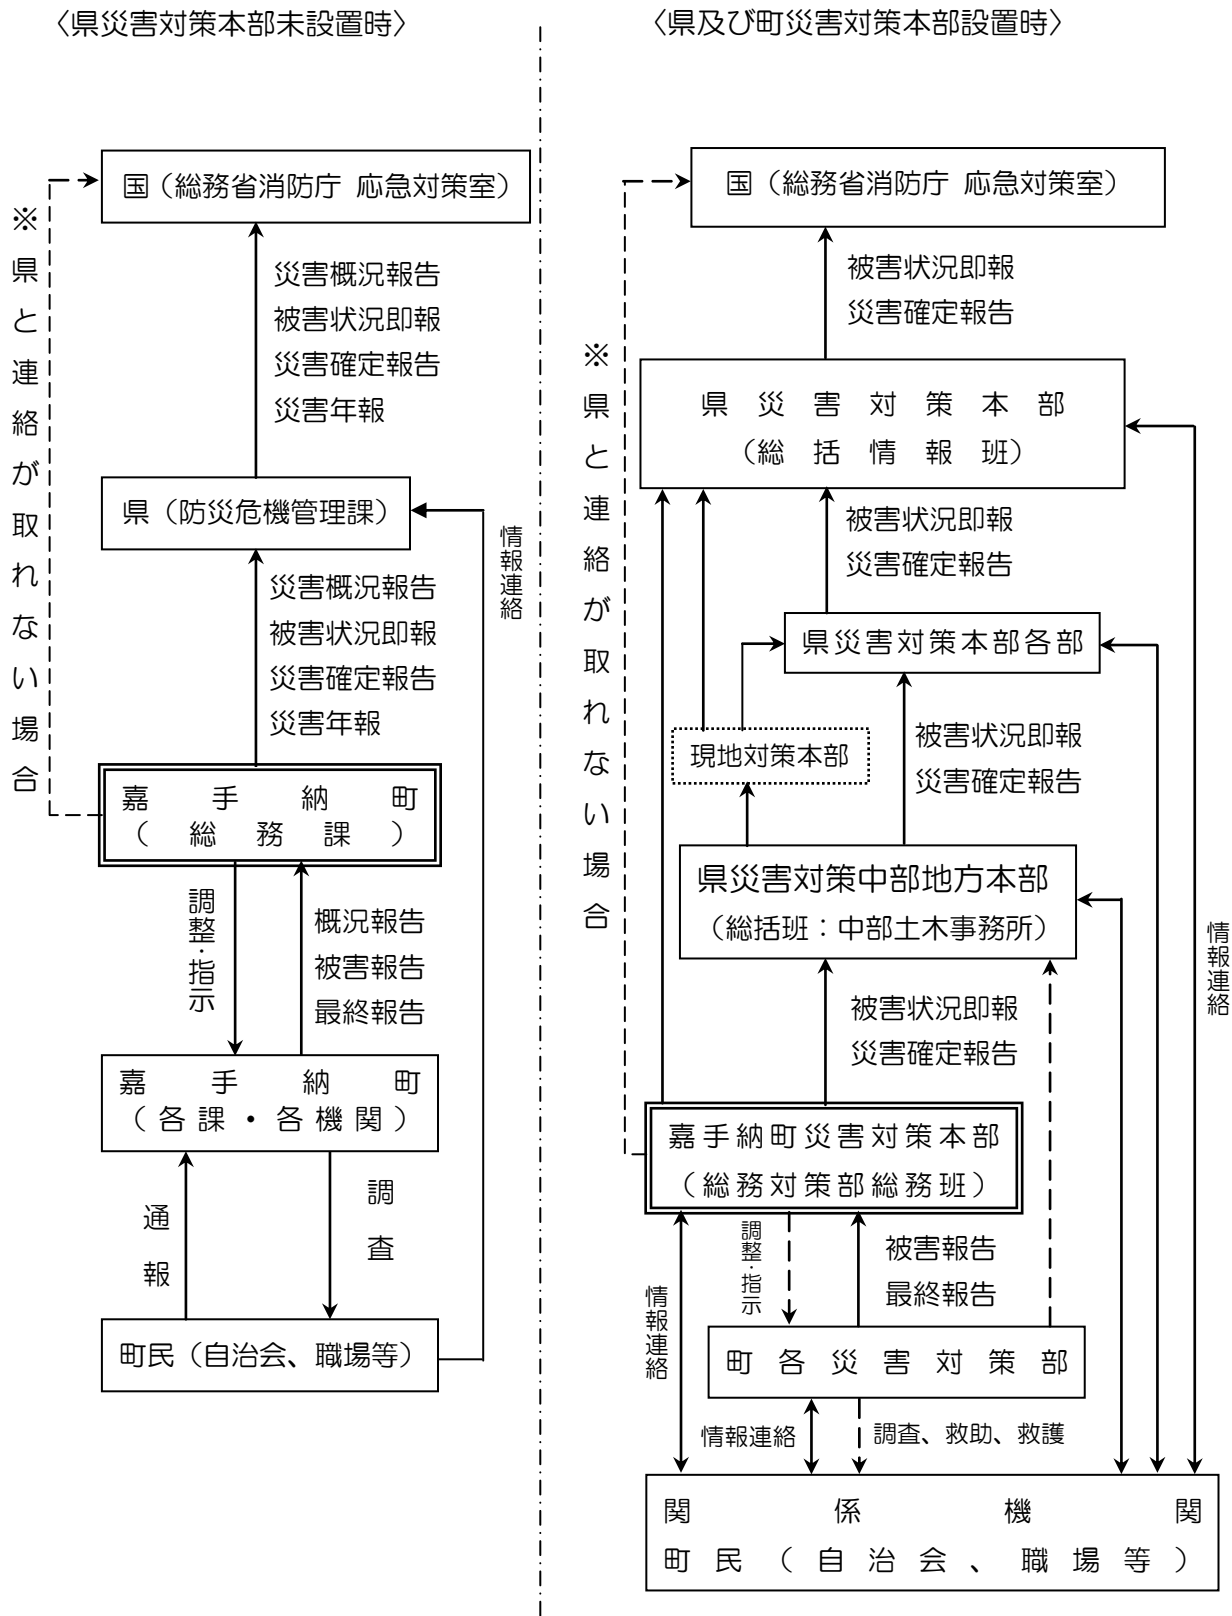 〈県災害対策本部未設置時〉
国（総務省消防庁 応急対策室）
※県と連絡が取れない場合
災害概況報告
被害状況即報
災害確定報告
災害年報
県（防災危機管理課）
情報連絡
災害概況報告
被害状況即報
災害確定報告
災害年報
嘉手納町
（総務課）
調整・指示
概況報告
被害報告
最終報告
嘉手納町
（各課・各機関）
通報
調査
町民（自治会、職場等）
〈県及び町災害対策本部設置時〉
国（総務省消防庁 応急対策室）
※県と連絡が取れない場合
被害状況即報
災害確定報告
県災害対策本部
（総括情報班）
被害状況即報
災害確定報告
県災害対策本部各部
現地対策本部
被害状況即報
災害確定報告
県災害対策中部地方本部
（総括班：中部土木事務所）
情報連絡
被害状況即報
災害確定報告
嘉手納町災害対策本部
（総務対策部総務班）
調整・指示
被害報告
最終報告
情報連絡
町各災害対策部
情報連絡
調査、救助、救護
関係機関
町民（自治会、職場等）